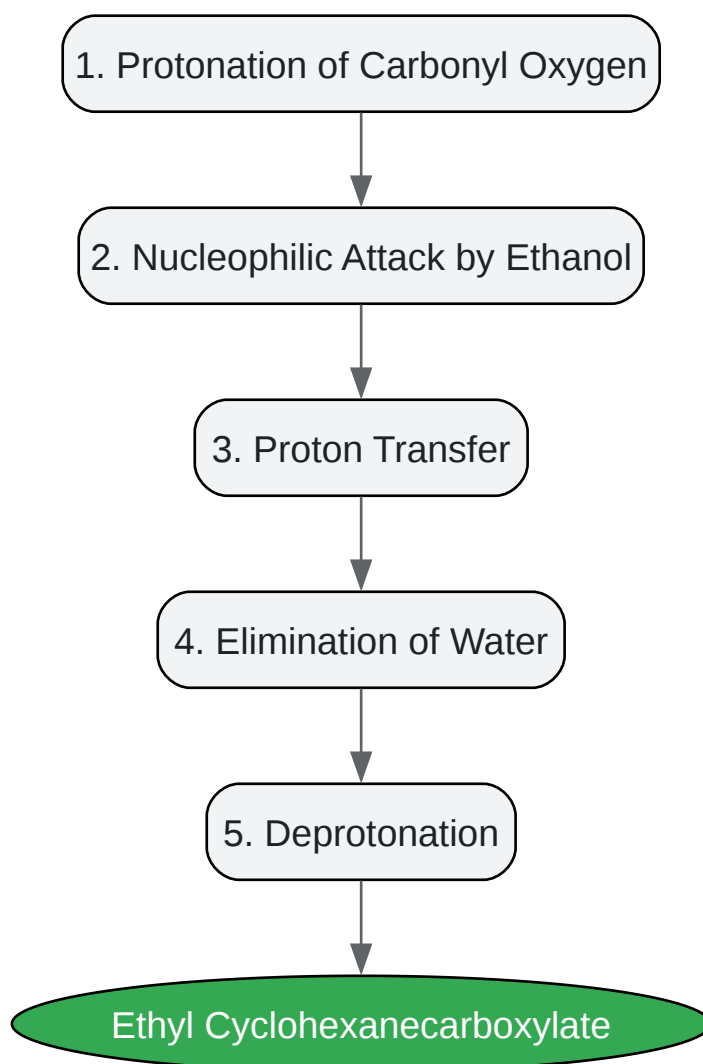 1. Protonation of Carbonyl Oxygen
2. Nucleophilic Attack by Ethanol
3. Proton Transfer
4. Elimination of Water
5. Deprotonation
Ethyl Cyclohexanecarboxylate